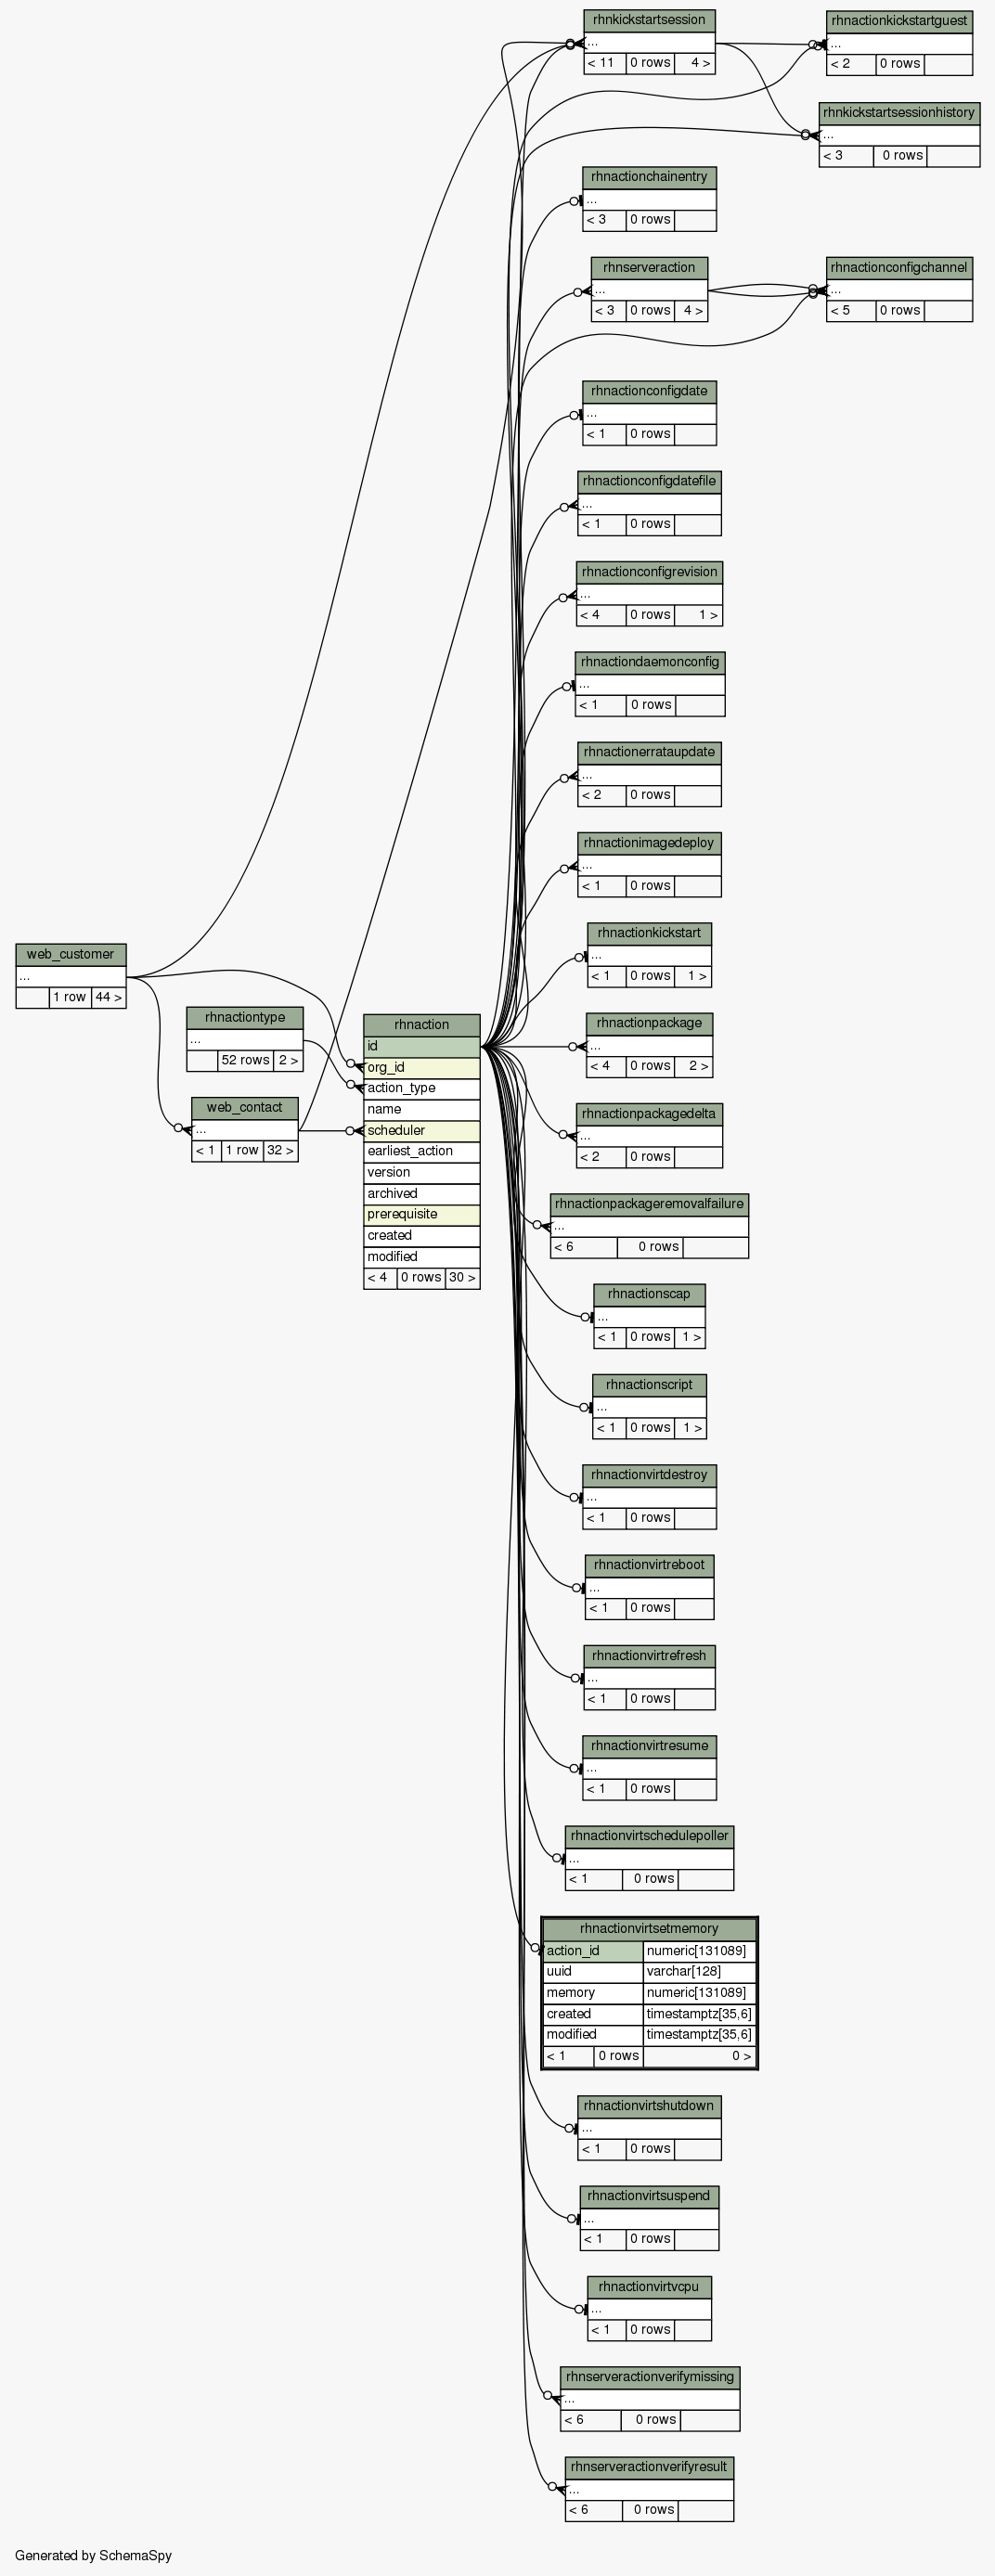 rhnkickstartsession
...
< 11 0 rows 4 >
rhnactionkickstartguest
...
< 2 0 rows
rhnkickstartsessionhistory
...
< 3 0 rows
rhnactionchainentry
...
< 3 0 rows
rhnserveraction
...
< 3 0 rows 4 >
rhnactionconfigchannel
...
< 5 0 rows
rhnactionconfigdate
...
< 1 0 rows
rhnactionconfigdatefile
...
< 1 0 rows
rhnactionconfigrevision
...
< 4 0 rows 1 >
rhnactiondaemonconfig
...
< 1 0 rows
rhnactionerrataupdate
...
< 2 0 rows
rhnactionimagedeploy
...
< 1 0 rows
rhnactionkickstart
...
< 1 0 rows 1 >
web_customer
...
1 row 44 >
rhnactiontype
...
52 rows 2 >
web_contact
...
< 1 1 row 32 >
rhnaction
id
org_id
action_type
name
scheduler
earliest_action
version
archived
prerequisite
created
modified
< 4 0 rows 30 >
rhnactionpackage
...
< 4 0 rows 2 >
rhnactionpackagedelta
...
< 2 0 rows
rhnactionpackageremovalfailure
...
< 6 0 rows
rhnactionscap
...
< 1 0 rows 1 >
rhnactionscript
...
< 1 0 rows 1 >
rhnactionvirtdestroy
...
< 1 0 rows
rhnactionvirtreboot
...
< 1 0 rows
rhnactionvirtrefresh
...
< 1 0 rows
rhnactionvirtresume
...
< 1 0 rows
rhnactionvirtschedulepoller
...
< 1 0 rows
rhnactionvirtsetmemory
action_id numeric[131089]
uuid varchar[128]
memory numeric[131089]
created timestamptz[35,6]
modified timestamptz[35,6]
< 1 0 rows 0 >
rhnactionvirtshutdown
...
< 1 0 rows
rhnactionvirtsuspend
...
< 1 0 rows
rhnactionvirtvcpu
...
< 1 0 rows
rhnserveractionverifymissing
...
< 6 0 rows
rhnserveractionverifyresult
...
< 6 0 rows
Generated by SchemaSpy